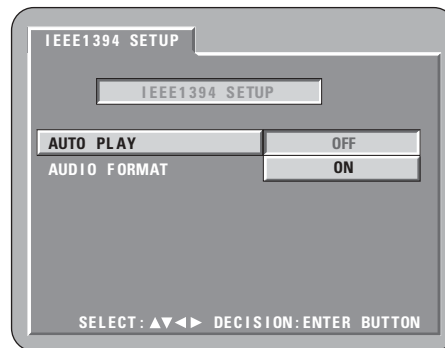 IEEE1394 SETUP
IEEE1394 SETUP
AUTO PLAY OFF
AUDIO FORMAT ON
SELECT:▲▼◄► DECISION:ENTER BUTTON